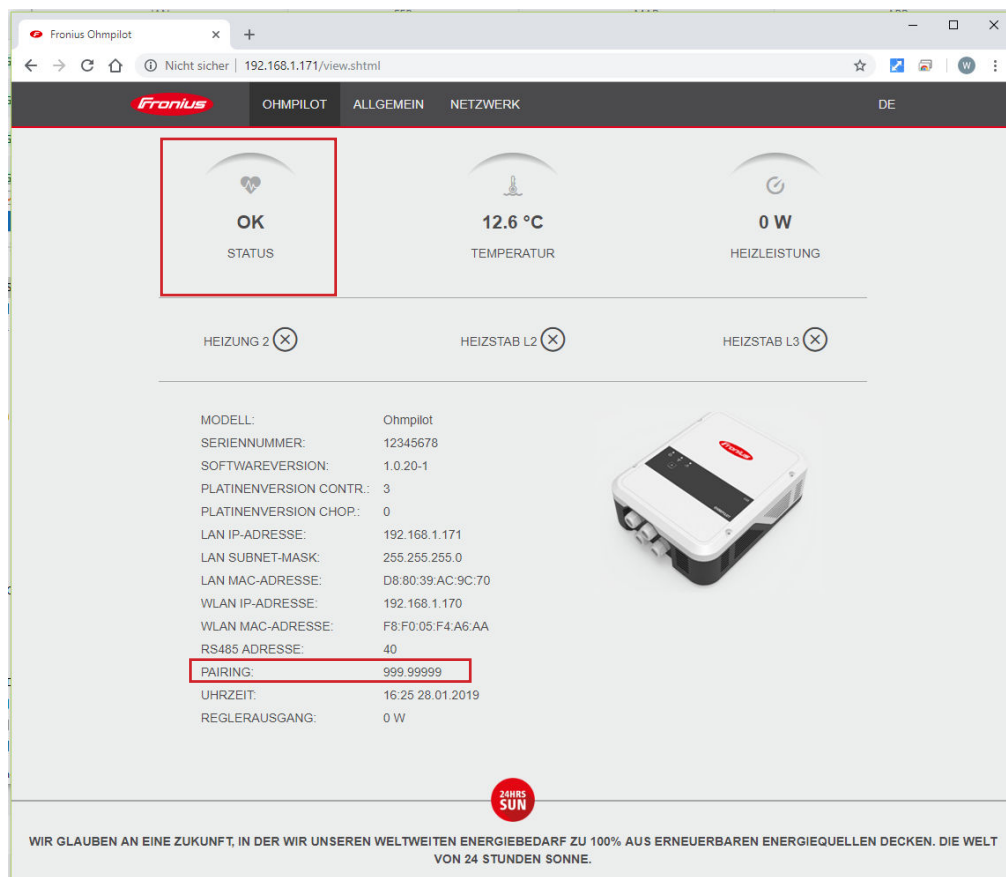 Fronius Ohmpilot
Nicht sicher | 192.168.1.171/view.shtml
W
Fronius OHMPILOT ALLGEMEIN NETZWERK DE
OK 12.6 °C 0 W
STATUS TEMPERATUR HEIZLEISTUNG
HEIZUNG 2 HEIZSTAB L2 HEIZSTAB L3
MODELL: Ohmpilot
SERIENNUMMER: 12345678
SOFTWAREVERSION: 1.0.20-1
PLATINENVERSION CONTR.: 3
PLATINENVERSION CHOP.: 0
LAN IP-ADRESSE: 192.168.1.171
LAN SUBNET-MASK: 255.255.255.0
LAN MAC-ADRESSE: D8:80:39:AC:9C:70
WLAN IP-ADRESSE: 192.168.1.170
WLAN MAC-ADRESSE: F8:F0:05:F4:A6:AA
RS485 ADRESSE: 40
PAIRING: 999.99999
UHRZEIT: 16:25 28.01.2019
REGLERAUSGANG: 0 W
Fronius
24HRS
SUN
WIR GLAUBEN AN EINE ZUKUNFT, IN DER WIR UNSEREN WELTWEITEN ENERGIEBEDARF ZU 100% AUS ERNEUERBAREN ENERGIEQUELLEN DECKEN. DIE WELT
VON 24 STUNDEN SONNE.